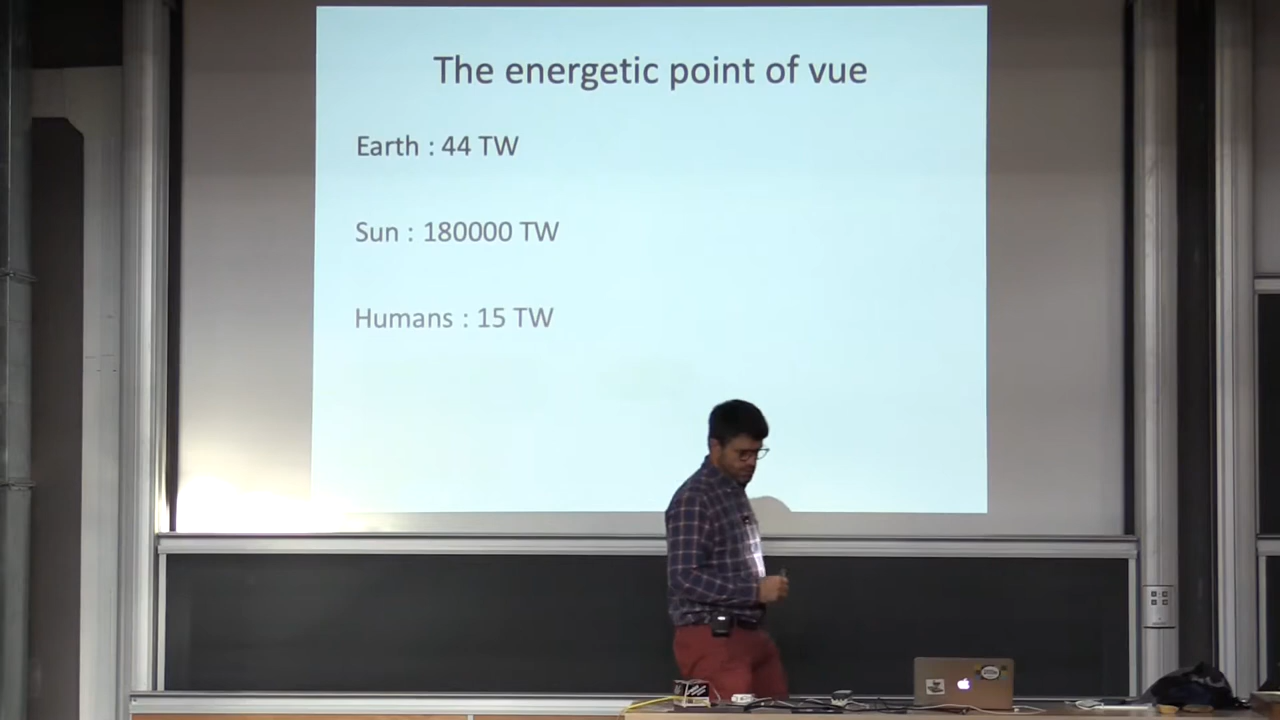 The energetic point of vue
Earth : 44 TW
Sun : 180000 TW
Humans : 15 TW